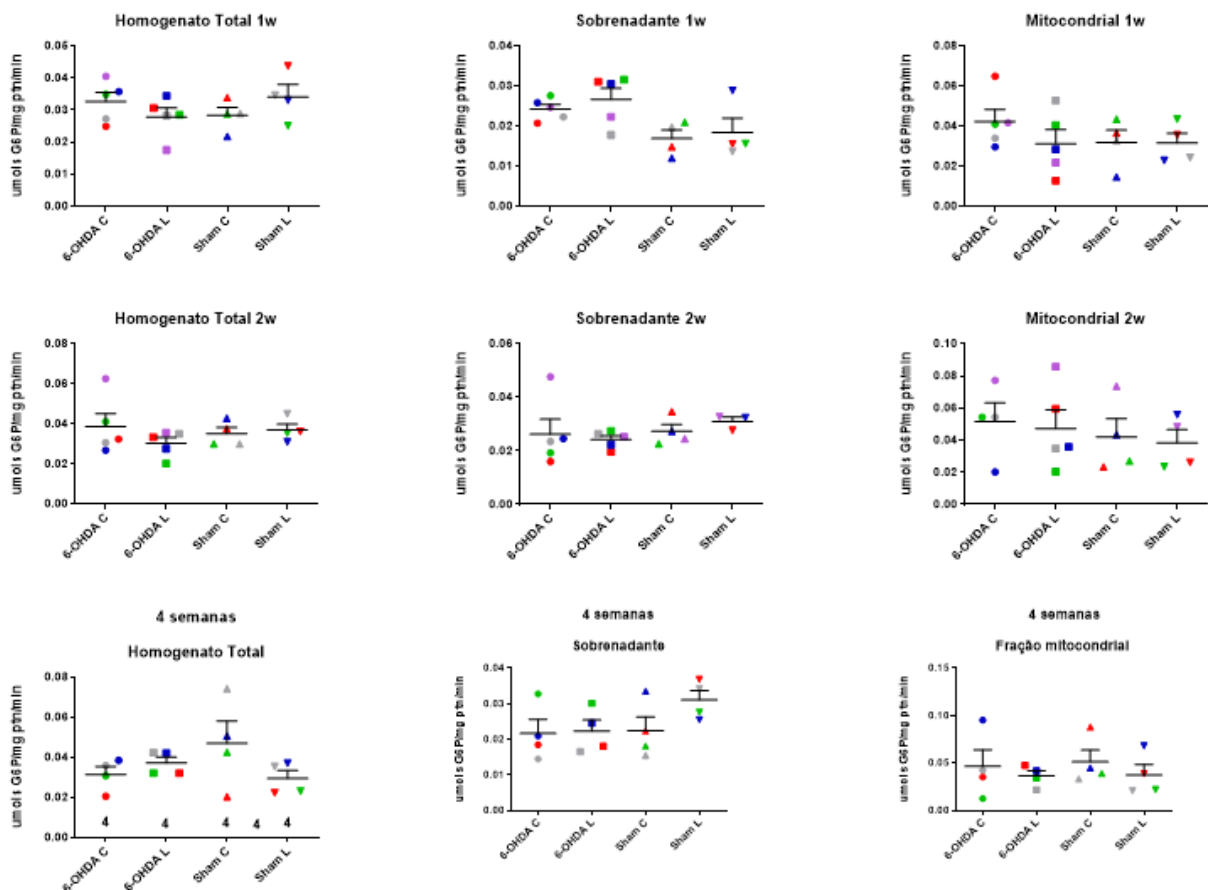 Homogenato Total 1w
umols G6P/mg ptn/min
0.05
0.04
0.03
0.02
0.01
0.00
6-OHDA C
6-OHDA L
Sham C
Sham L
Sobrenadante 1w
umols G6P/mg ptn/min
0.04
0.03
0.02
0.01
0.00
6-OHDA C
6-OHDA L
Sham C
Sham L
Mitocondrial 1w
umols G6P/mg ptn/min
0.08
0.06
0.04
0.02
0.00
6-OHDA C
6-OHDA L
Sham C
Sham L
Homogenato Total 2w
umols G6P/mg ptn/min
0.08
0.06
0.04
0.02
0.00
6-OHDA C
6-OHDA L
Sham C
Sham L
Sobrenadante 2w
umols G6P/mg ptn/min
0.06
0.04
0.02
0.00
6-OHDA C
6-OHDA L
Sham C
Sham L
Mitocondrial 2w
umols G6P/mg ptn/min
0.10
0.08
0.06
0.04
0.02
0.00
6-OHDA C
6-OHDA L
Sham C
Sham L
4 semanas
Homogenato Total
umols G6P/mg ptn/min
0.08
0.06
0.04
0.02
0.00
4 4 4 4 4
6-OHDA C
6-OHDA L
Sham C
Sham L
4 semanas
Sobrenadante
umols G6P/mg ptn/min
0.04
0.03
0.02
0.01
0.00
6-OHDA C
6-OHDA L
Sham C
Sham L
4 semanas
Fração mitocondrial
umols G6P/mg ptn/min
0.15
0.10
0.05
0.00
6-OHDA C
6-OHDA L
Sham C
Sham L